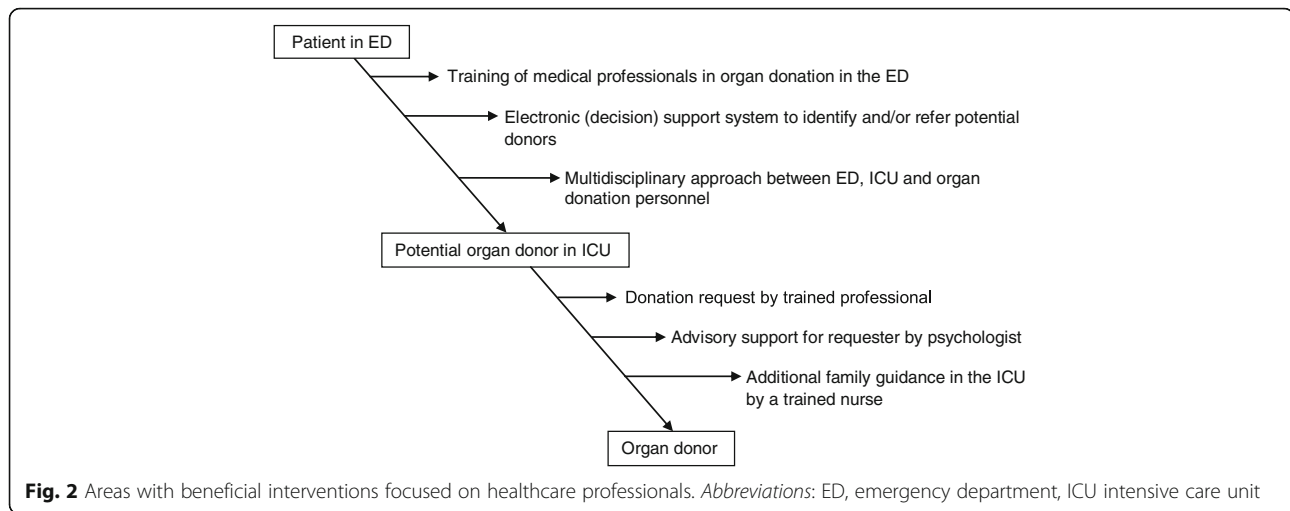 Patient in ED
Training of medical professionals in organ donation in the ED
Electronic (decision) support system to identify and/or refer potential
donors
Multidisciplinary approach between ED, ICU and organ
donation personnel
Potential organ donor in ICU
Donation request by trained professional
Advisory support for requester by psychologist
Additional family guidance in the ICU
by a trained nurse
Organ donor
Fig. 2 Areas with beneficial interventions focused on healthcare professionals. Abbreviations: ED, emergency department, ICU intensive care unit